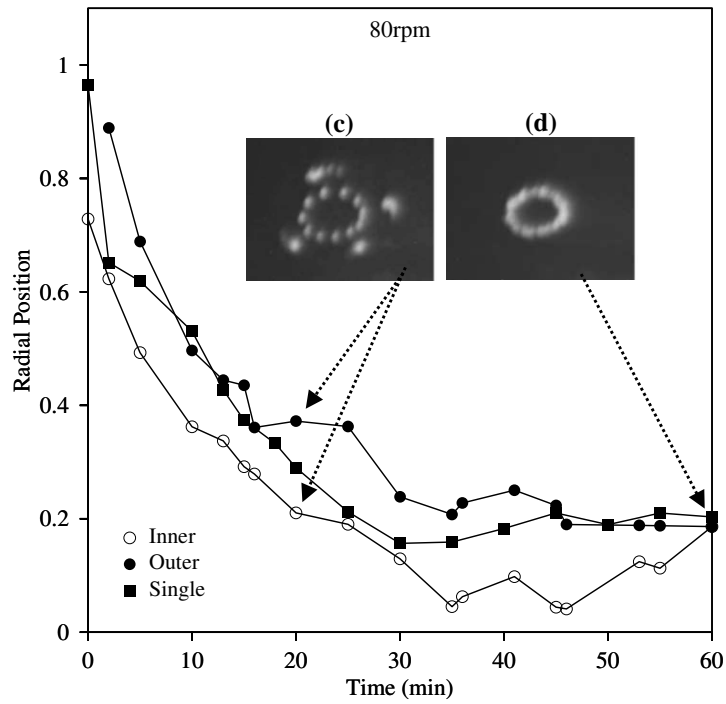 80rpm
1
(c)
(d)
0.8
0.6
Radial Position
0.4
0.2
Inner
Outer
Single
0
0 10 20 30 40 50 60
Time (min)